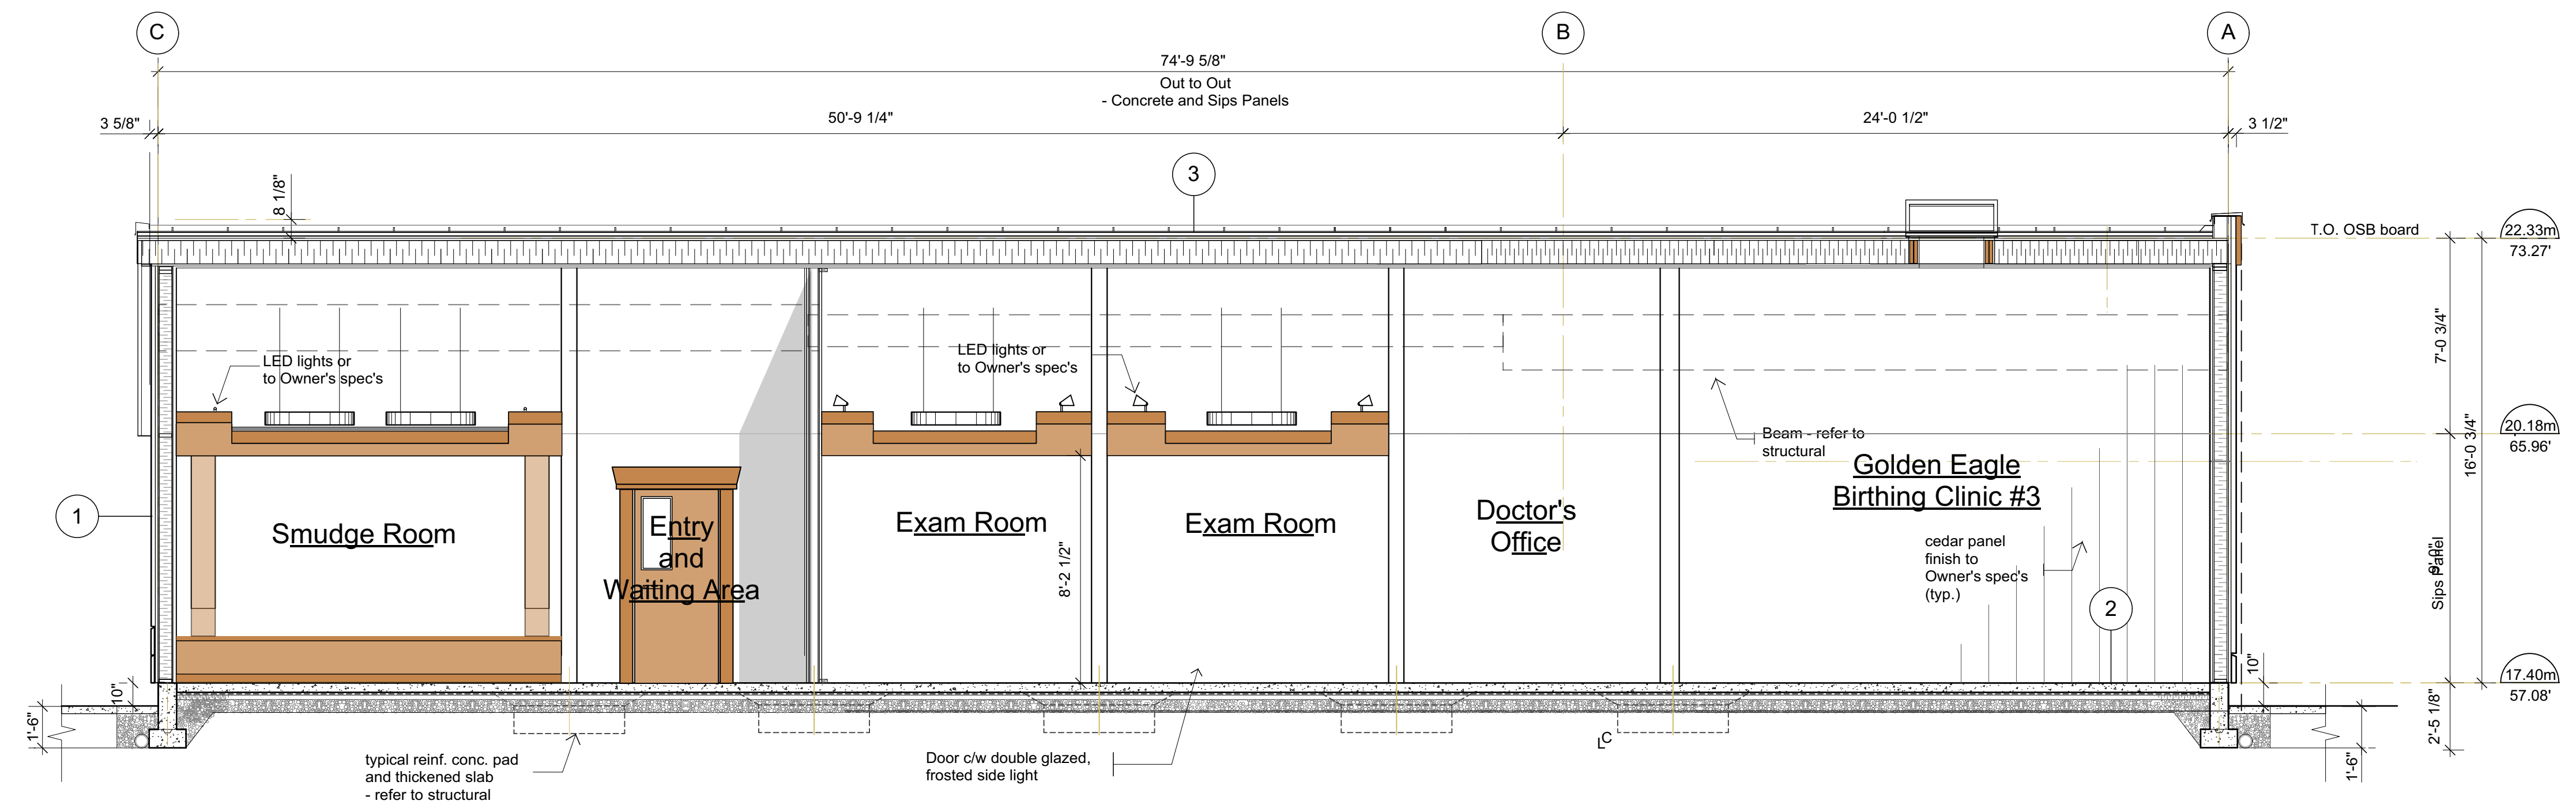 C
B
A
74'-9 5/8"
Out to Out
- Concrete and Sips Panels
3 5/8"
50'-9 1/4"
24'-0 1/2"
3 1/2"
3
8 1/8"
T.O. OSB board
22.33m
73.27'
7'-0 3/4"
LED lights or
to Owner's spec's
LED lights or
to Owner's spec's
Beam - refer to
structural
20.18m
65.96'
16'-0 3/4"
Golden Eagle
Birthing Clinic #3
1
Smudge Room
Entry
and
Waiting Area
Exam Room
8'-2 1/2"
Exam Room
Doctor's
Office
cedar panel
finish to
Owner's spec's
(typ.)
2
9'-0"
Sips Panel
10"
10"
17.40m
57.08'
1'-6"
2'-5 1/8"
1'-6"
typical reinf. conc. pad
and thickened slab
- refer to structural
Door c/w double glazed,
frosted side light
LC